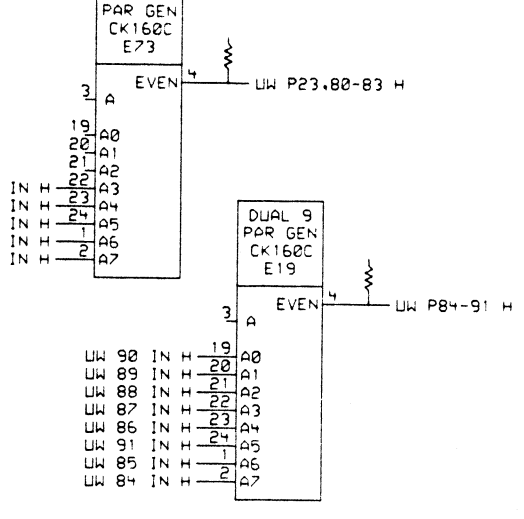 PAR GEN
CK160C
E73
EVEN 4
UW P23,80-83 H
3 A
19 A0
20 A1
21 A2
IN H 22 A3
IN H 23 A4
IN H 24 A5
IN H 1 A6
IN H 2 A7
DUAL 9
PAR GEN
CK160C
E19
EVEN 4
UW P84-91 H
3 A
UW 90 IN H 19 A0
UW 89 IN H 20 A1
UW 88 IN H 21 A2
UW 87 IN H 22 A3
UW 86 IN H 23 A4
UW 91 IN H 24 A5
UW 85 IN H 1 A6
UW 84 IN H 2 A7